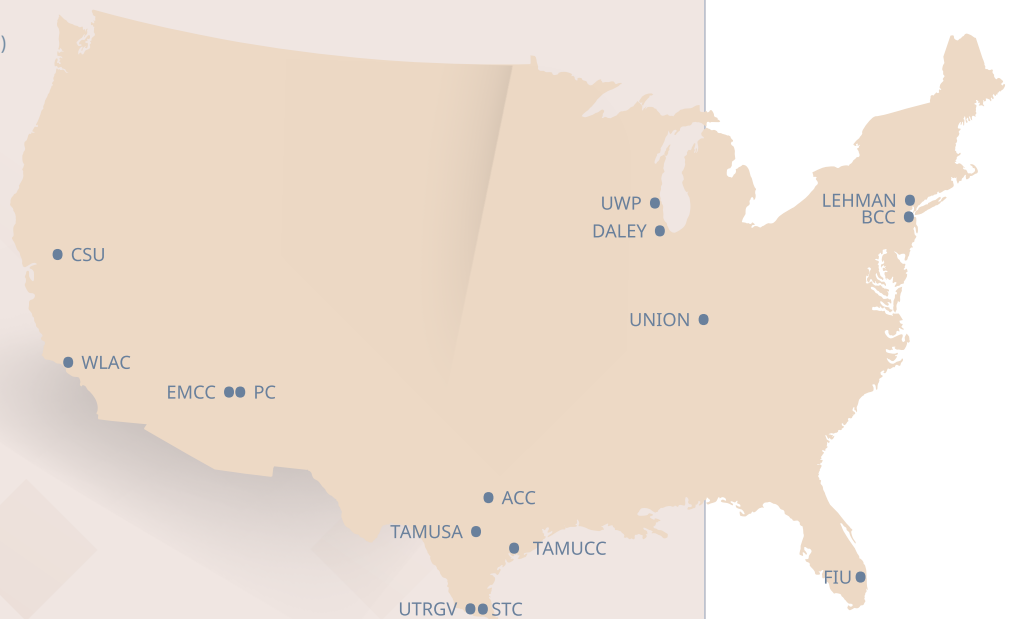 )
LEHMAN
UWP
BCC
DALEY
CSU
UNION
WLAC
EMCC PC
ACC
TAMUSA
TAMUCC
FIU
UTRGV STC